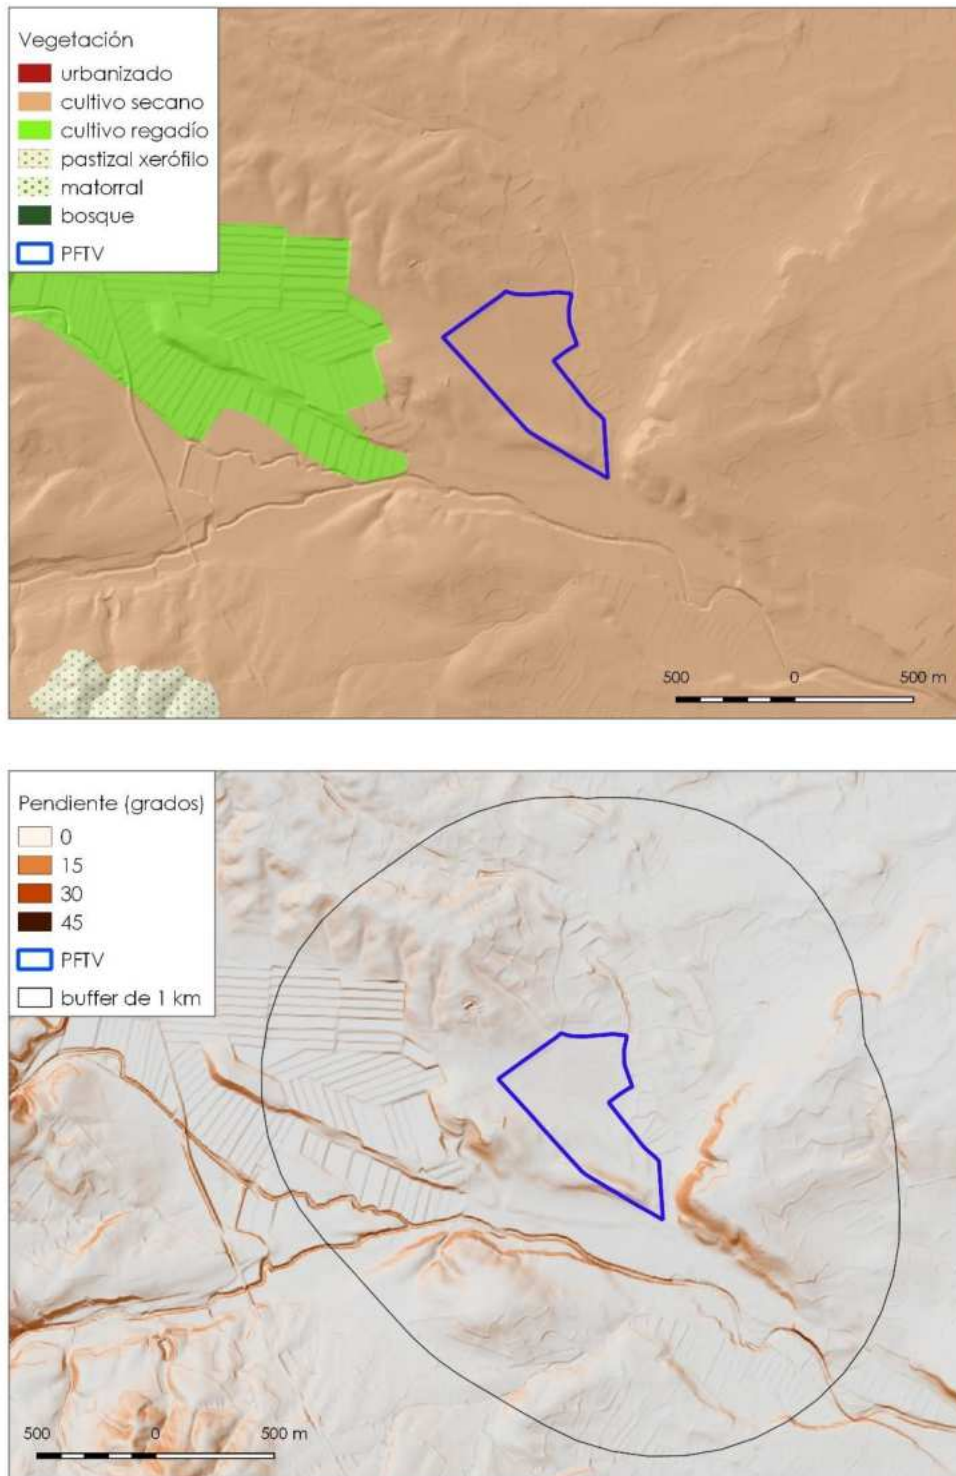 Vegetación
urbanizado
cultivo secano
cultivo regadío
pastizal xerófilo
matorral
bosque
PFTV
500 0 500 m
Pendiente (grados)
0
15
30
45
PFTV
buffer de 1 km
500 0 500 m